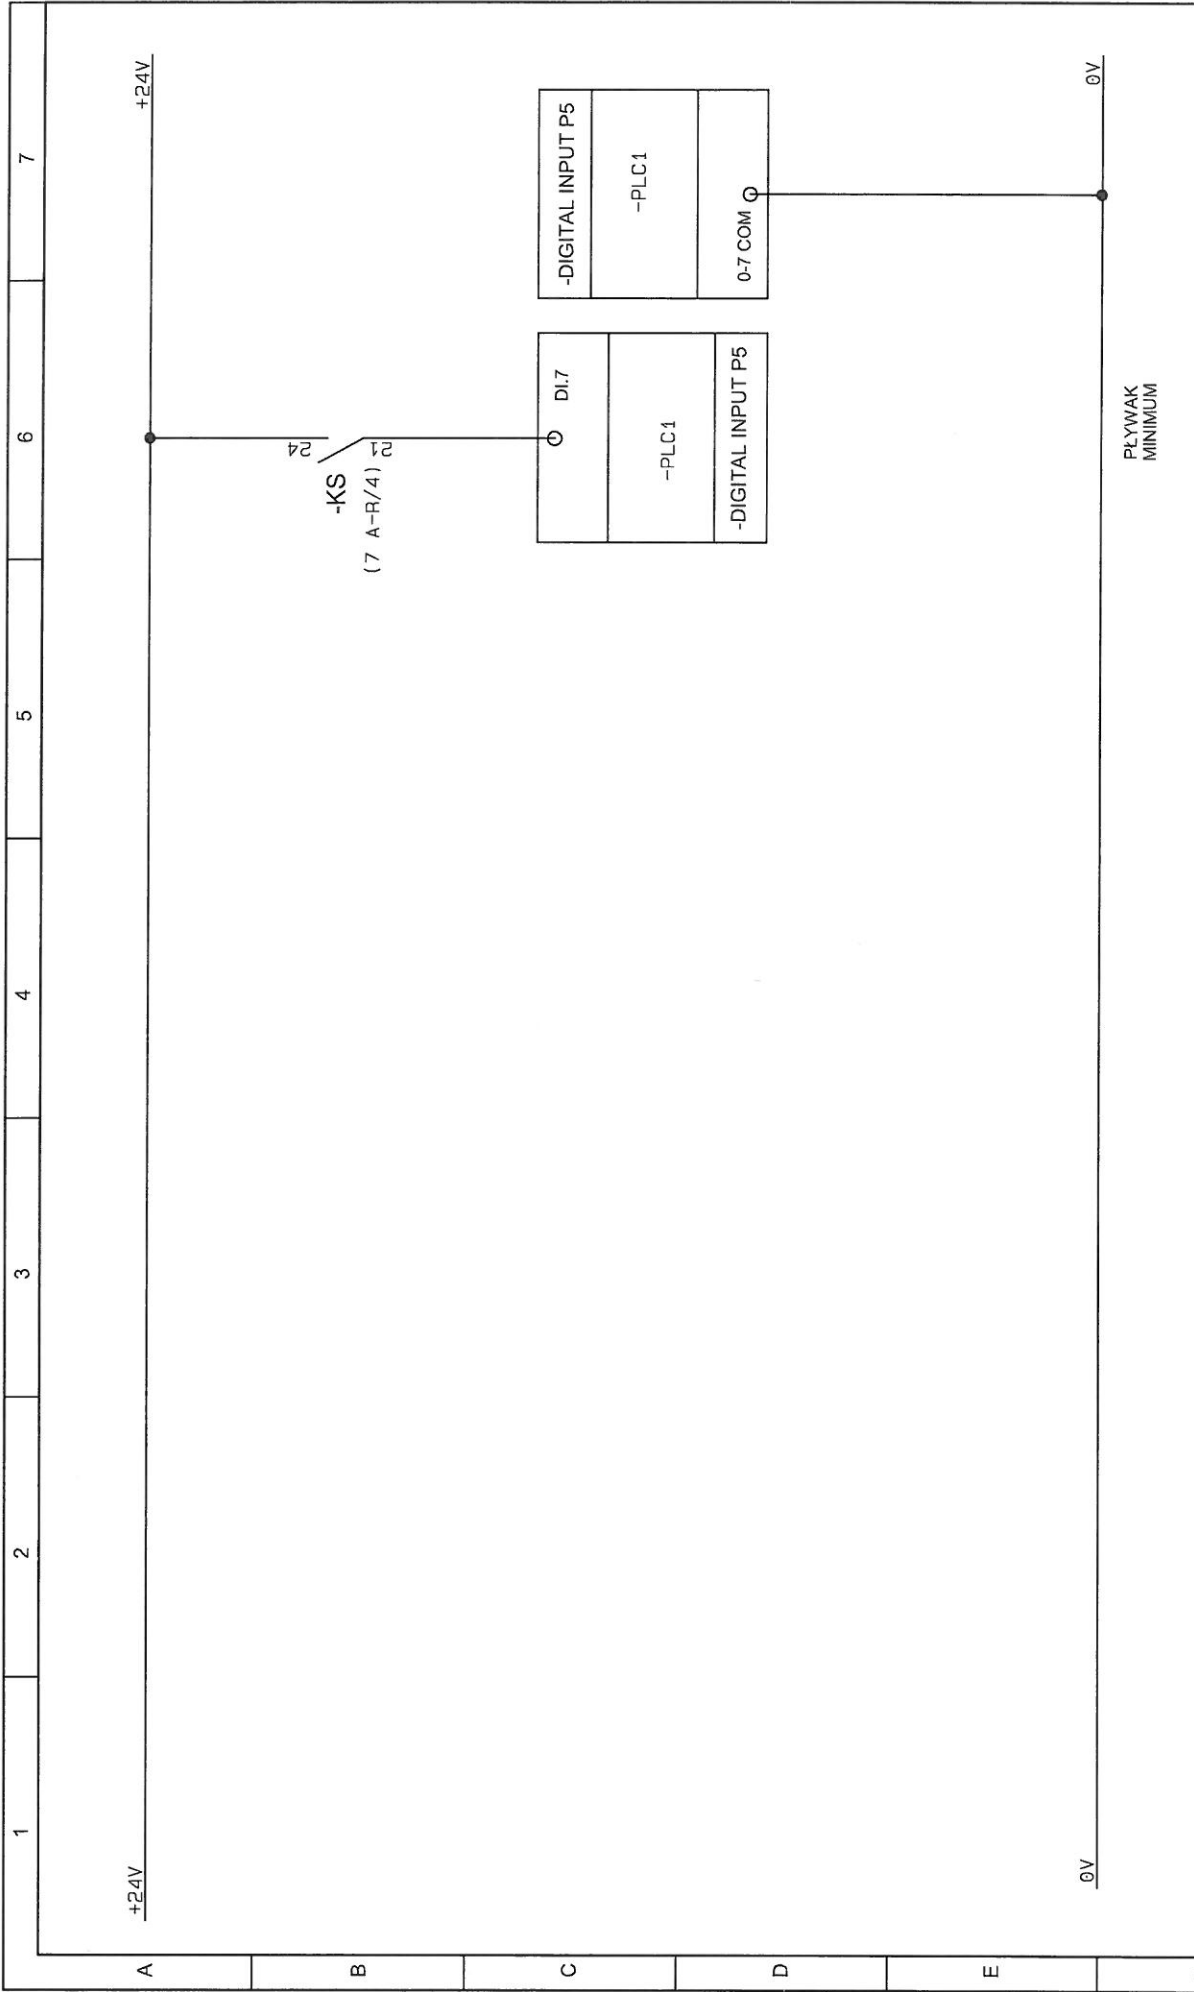 1
2
3
4
5
6
7
A
B
C
D
E
+24V
+24V
24
-KS
21
(7 A-R/4)
DI.7
-PLC1
-DIGITAL INPUT P5
-DIGITAL INPUT P5
-PLC1
0-7 COM
0V
0V
PŁYWAK
MINIMUM